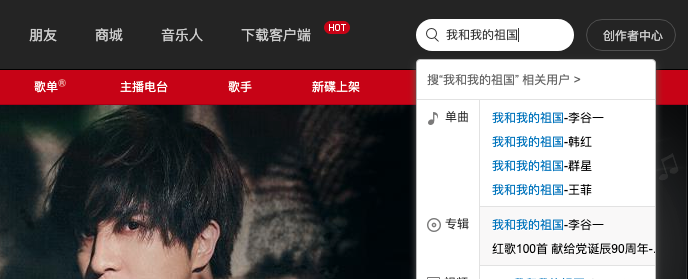 朋友 商城 音乐人 下载客户端 HOT 我和我的祖国 创作者中心
歌单® 主播电台 歌手 新碟上架
搜“我和我的祖国” 相关用户 >
单曲 我和我的祖国-李谷一
我和我的祖国-韩红
我和我的祖国-群星
我和我的祖国-王菲
专辑 我和我的祖国-李谷一
红歌100首 献给党诞辰90周年-